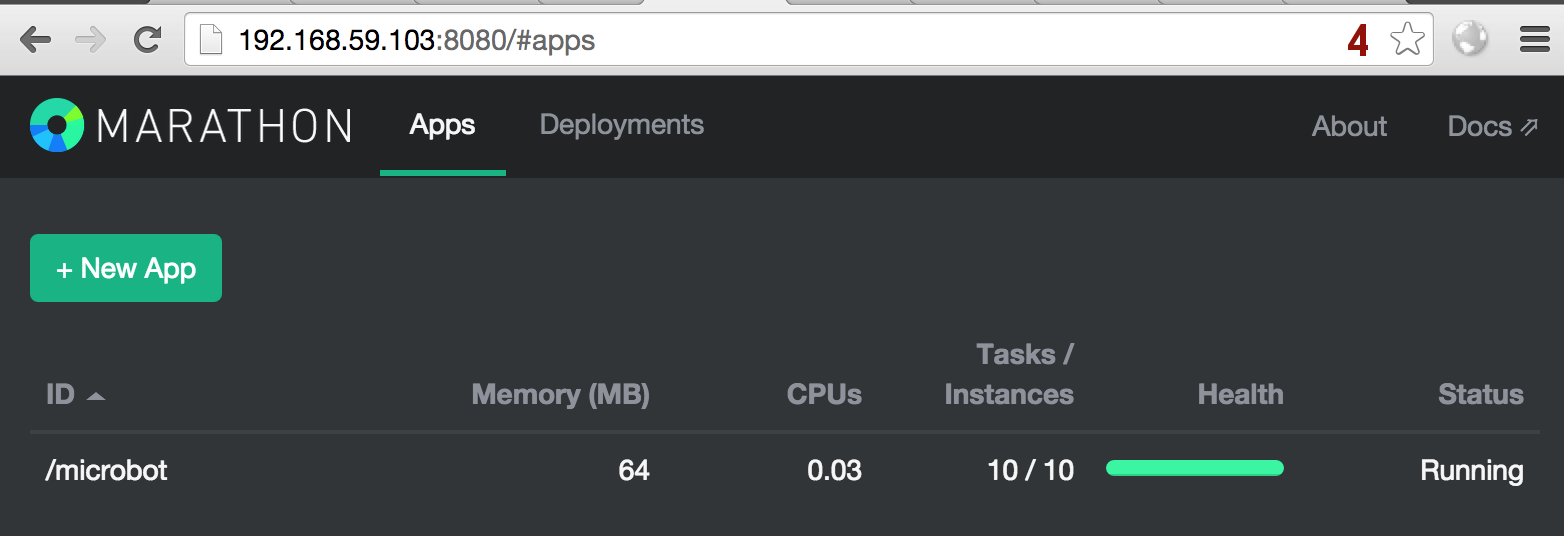 192.168.59.103:8080/#apps 4
MARATHON Apps Deployments About Docs
+ New App
ID Memory (MB) CPUs Tasks / Instances Health Status
/microbot 64 0.03 10 / 10 Running